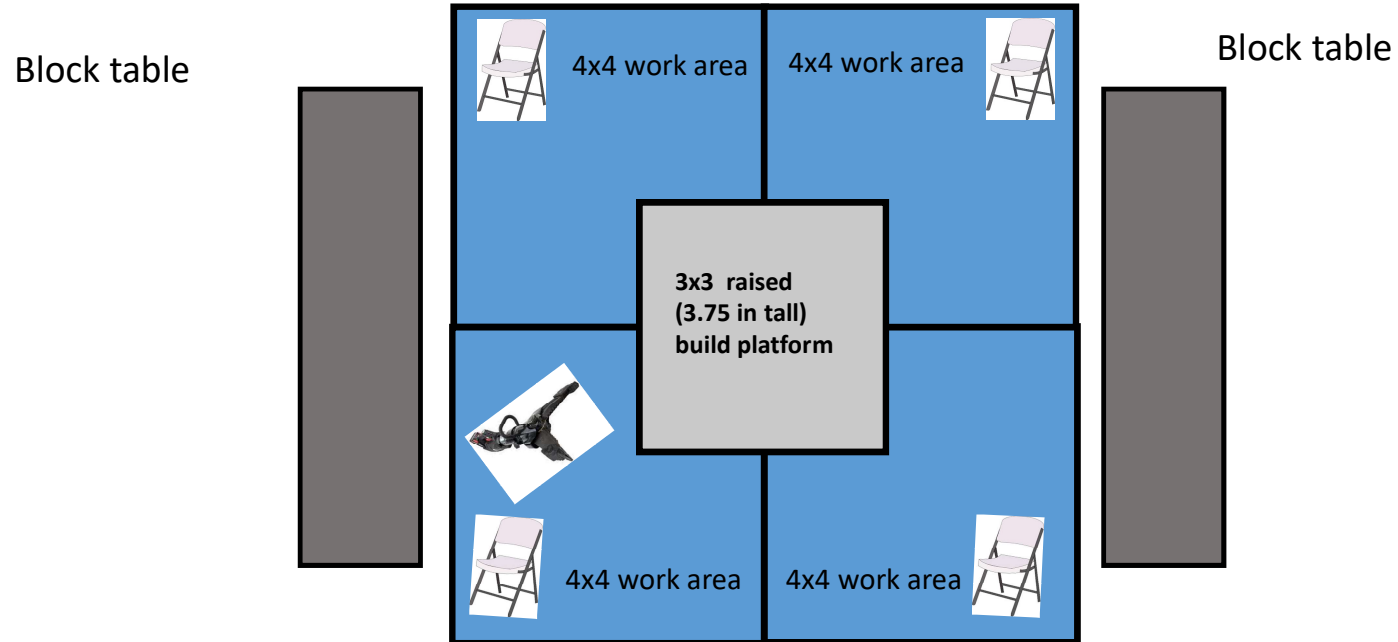 Block table
4x4 work area
4x4 work area
Block table
3x3 raised
(3.75 in tall)
build platform
4x4 work area
4x4 work area